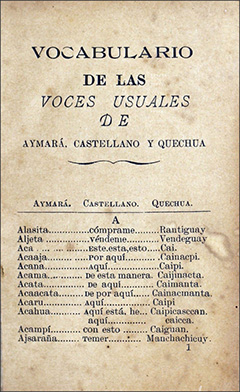 VOCABULARIO
DE LAS
VOCES USUALES
DE
AYMARÁ, CASTELLANO Y QUECHUA
AYMARÁ. CASTELLANO. QUECHUA.
A
Alasita.........cómprame........Rantiguay
Aljeta ..........véndene.........Vendeguay
Aca ... ... ......este.esta,esto....Cai.
Acaaja.........por aquí.........Cainacpi.
Acana..........aquí..............Caipi.
Acama..........de esta manera. Caijinacta.
Acata..........de aquí..........Caimanta.
Acacata.......de por aquí......Cainacmanta.
Acaru.........aquí.............Caipi
Acahua........Aquí está, he... Caipicasccan.
aquí...............caicca.
Acampí........con esto ........Caiguan.
Ajsaraña......temer...........Manchachicuy.
1